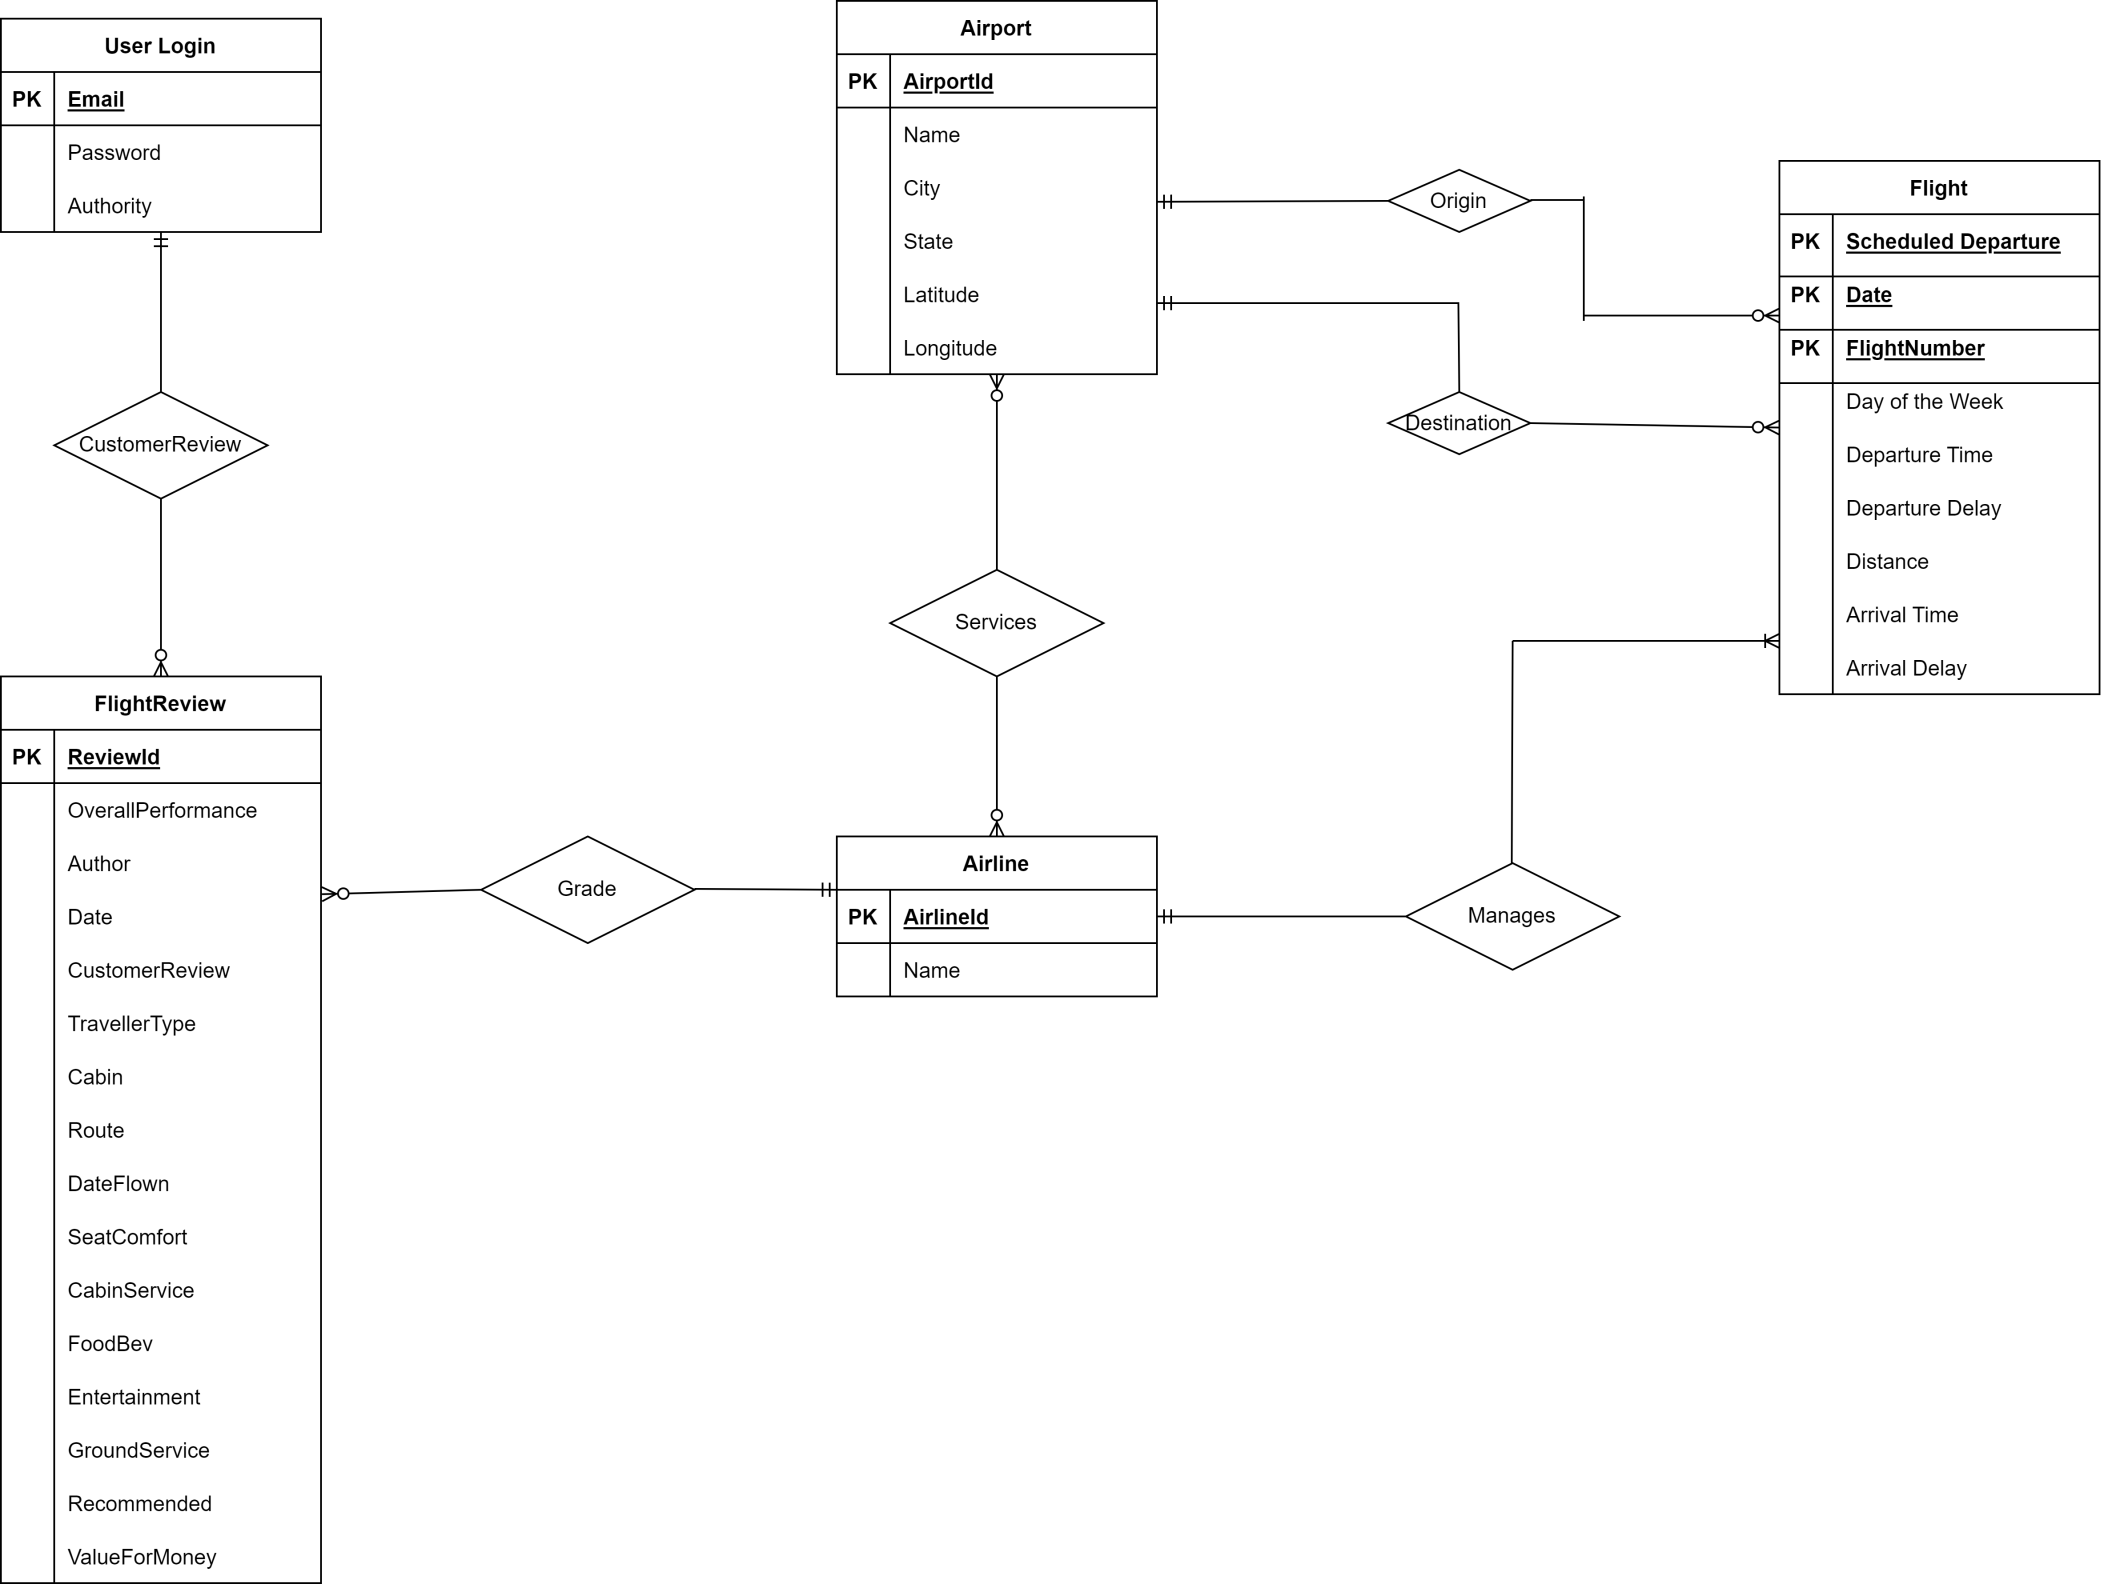 User Login
PK Email
Password
Authority
CustomerReview
FlightReview
PK ReviewId
OverallPerformance
Author
Date
CustomerReview
TravellerType
Cabin
Route
DateFlown
SeatComfort
CabinService
FoodBev
Entertainment
GroundService
Recommended
ValueForMoney
Grade
Airport
PK AirportId
Name
City
State
Latitude
Longitude
Services
Airline
PK AirlineId
Name
Origin
Destination
Manages
Flight
PK Scheduled Departure
PK Date
PK FlightNumber
Day of the Week
Departure Time
Departure Delay
Distance
Arrival Time
Arrival Delay